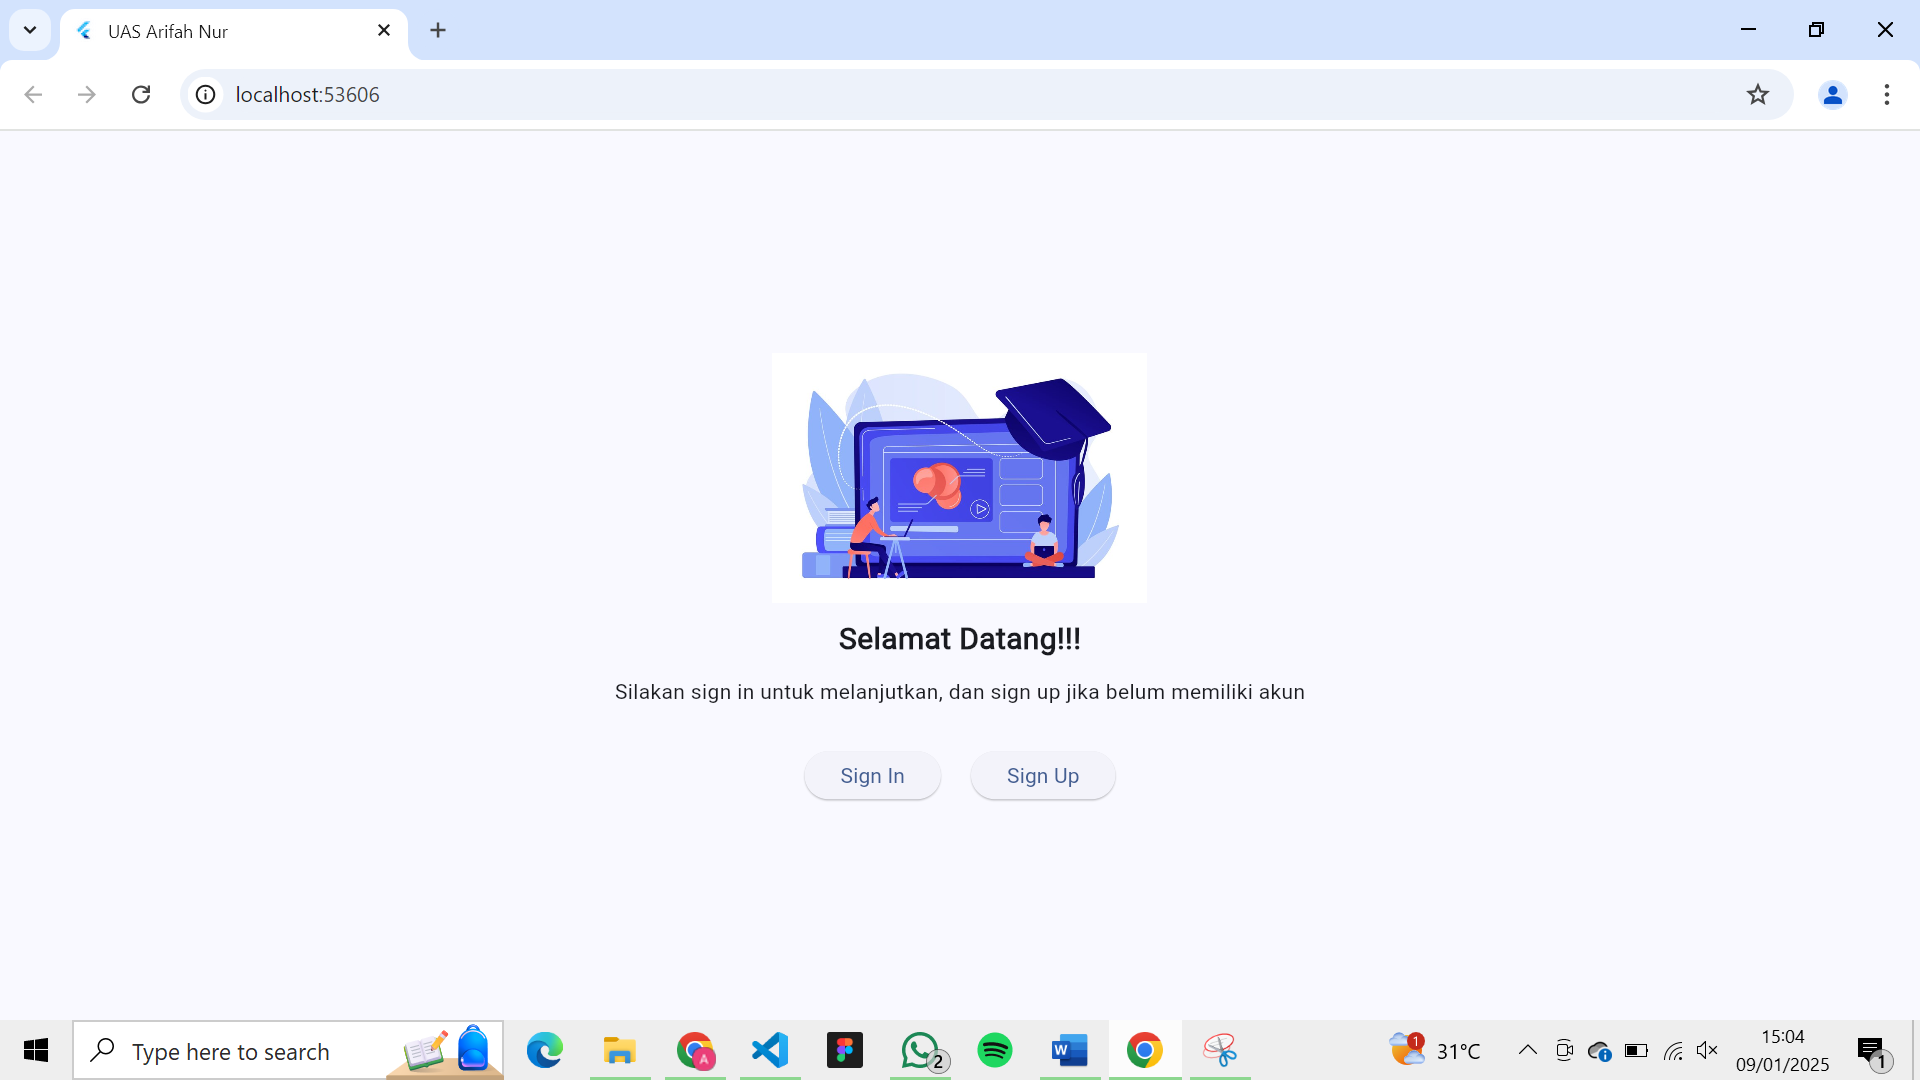 UAS Arifah Nur
localhost:53606
Selamat Datang!!!
Silakan sign in untuk melanjutkan, dan sign up jika belum memiliki akun
Sign In
Sign Up
Type here to search
A
2
W
1
31°C
15:04
09/01/2025
1